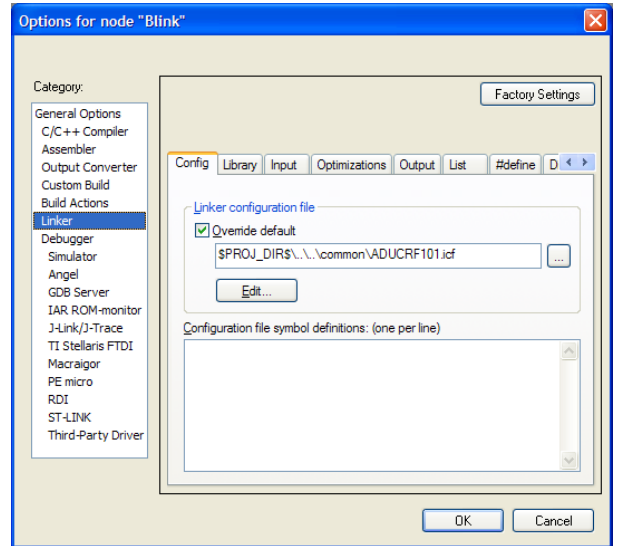 Options for node "Blink"
Category:
Factory Settings
General Options
C/C++ Compiler
Assembler
Output Converter
Custom Build
Build Actions
Linker
Debugger
Simulator
Angel
GDB Server
IAR ROM-monitor
J-Link/J-Trace
TI Stellaris FTDI
Macraigor
PE micro
RDI
ST-LINK
Third-Party Driver
Config Library Input Optimizations Output List #define D
Linker configuration file
Override default
$PROJ_DIR$\..\..\common\ADUCRF101.icf
...
Edit...
Configuration file symbol definitions: (one per line)
OK Cancel